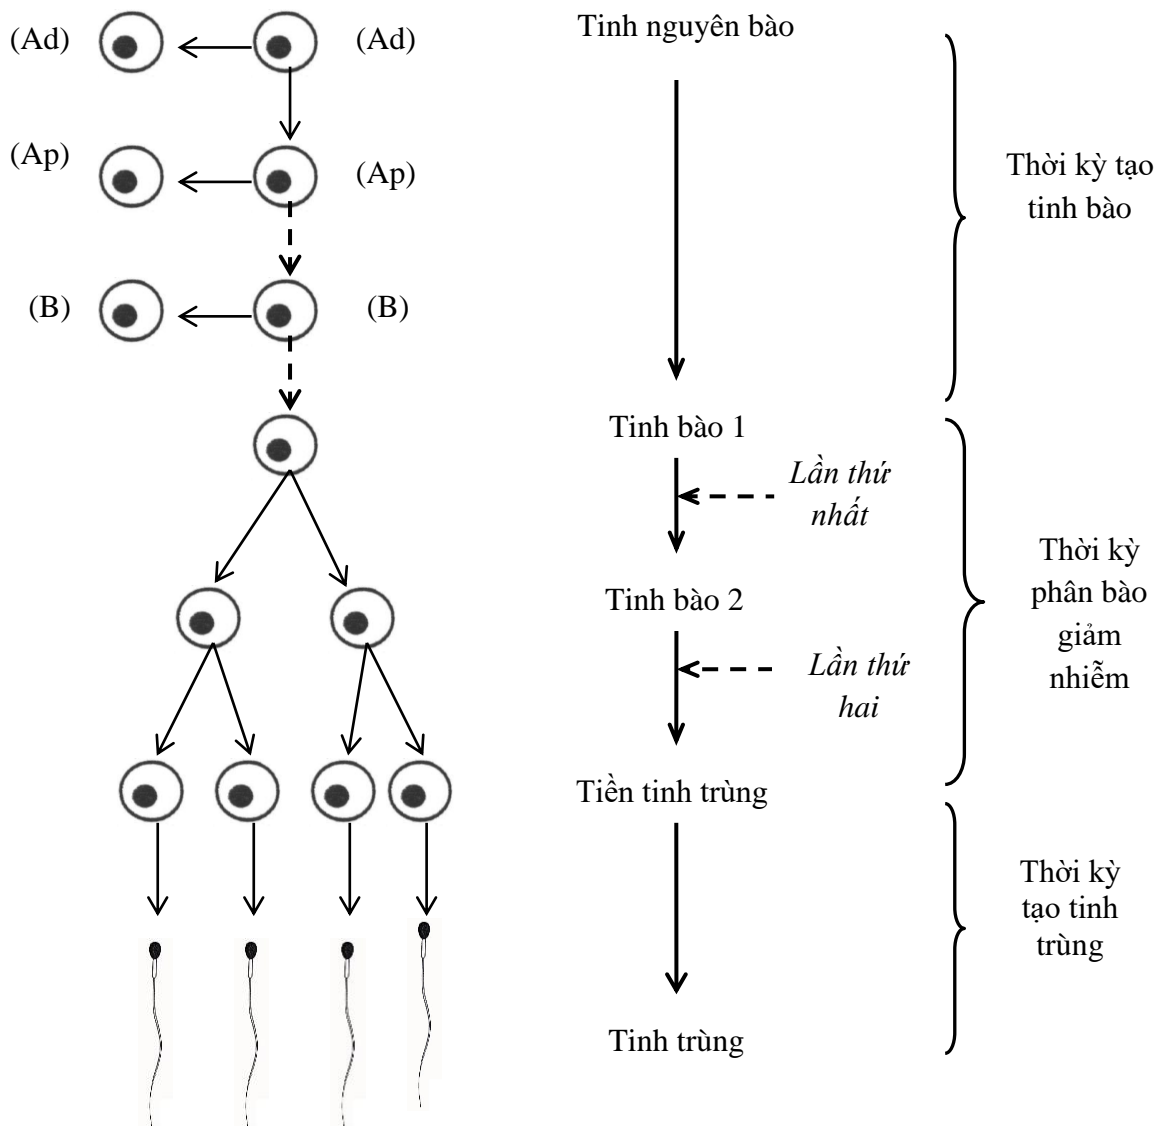 (Ad)
(Ad)
Tinh nguyên bào
(Ap)
(Ap)
Thời kỳ tạo
tinh bào
(B)
(B)
Tinh bào 1
Lần thứ
nhất
Thời kỳ
phân bào
giảm
nhiễm
Tinh bào 2
Lần thứ
hai
Tiền tinh trùng
Thời kỳ
tạo tinh
trùng
Tinh trùng